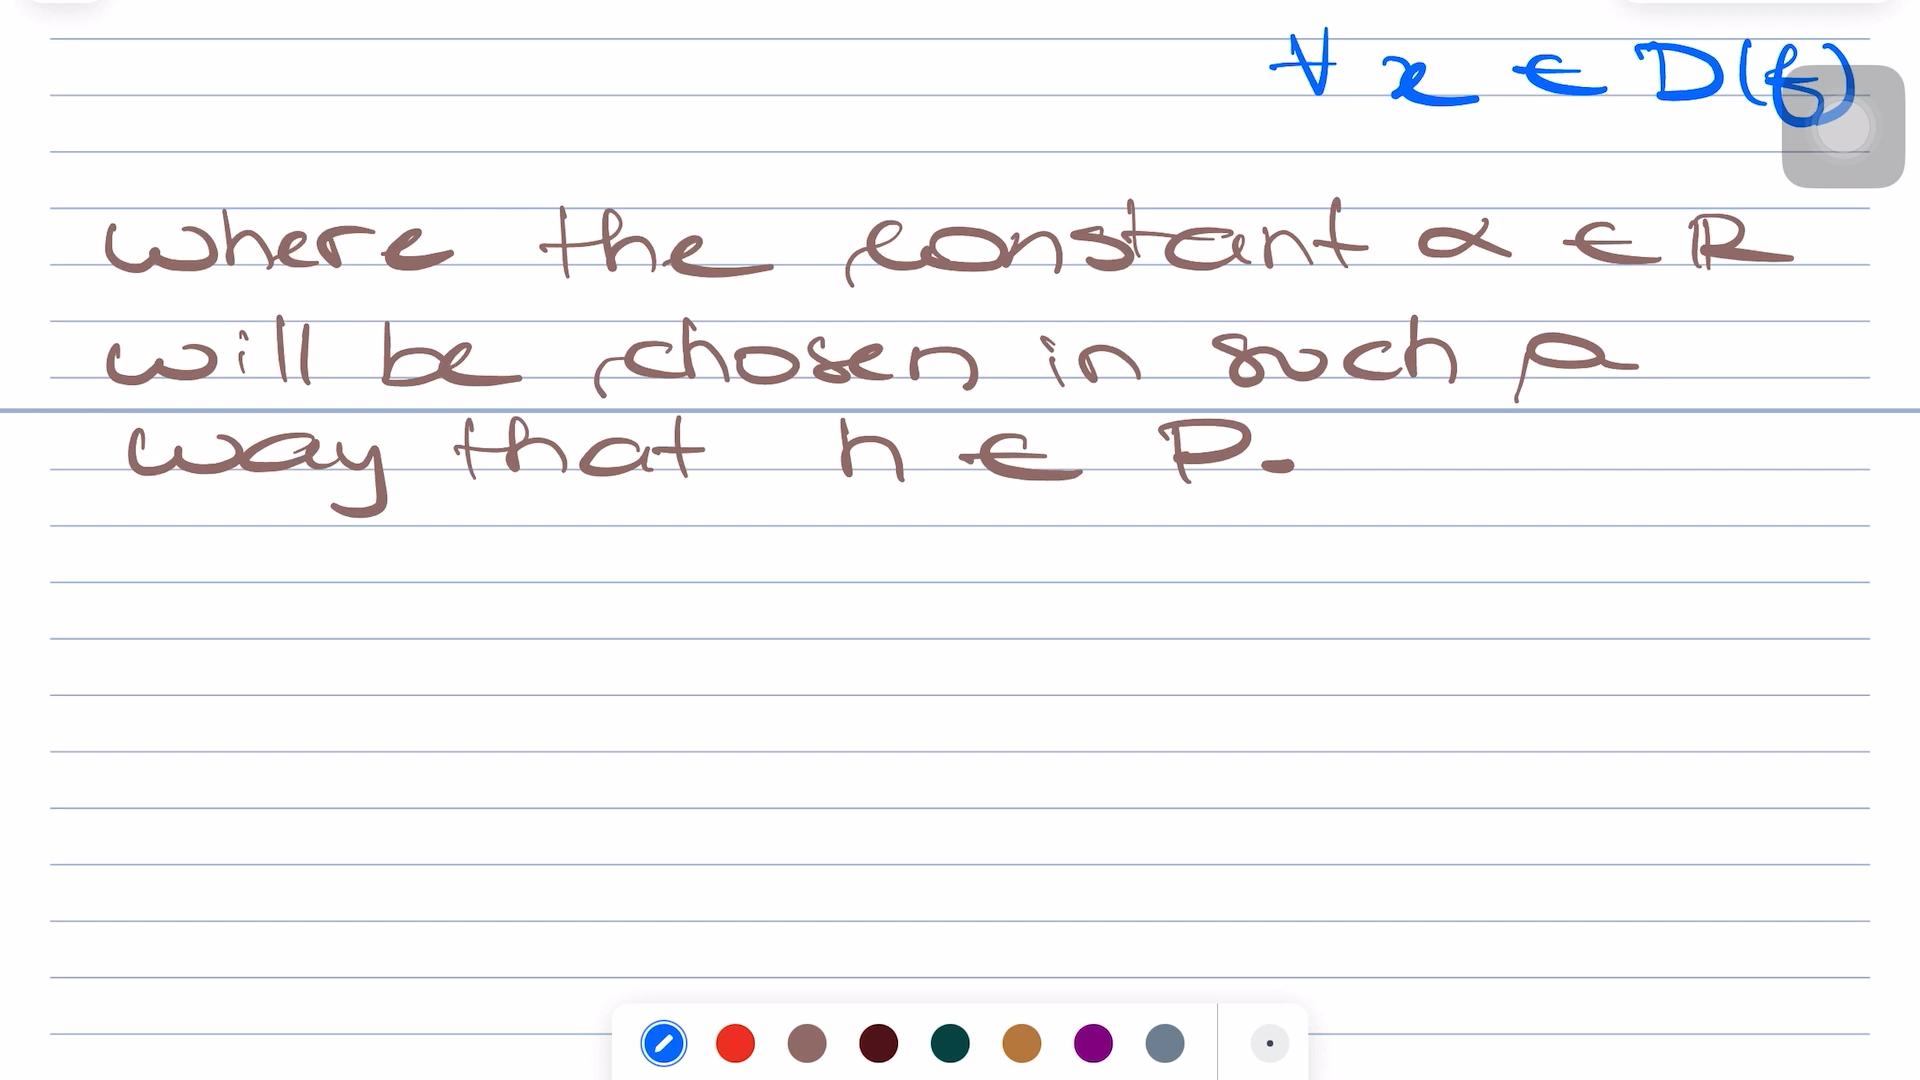 ∀ x ∈ D(f)
where the constant α ∈ ℝ
will be chosen in such a
way that h ∈ P.